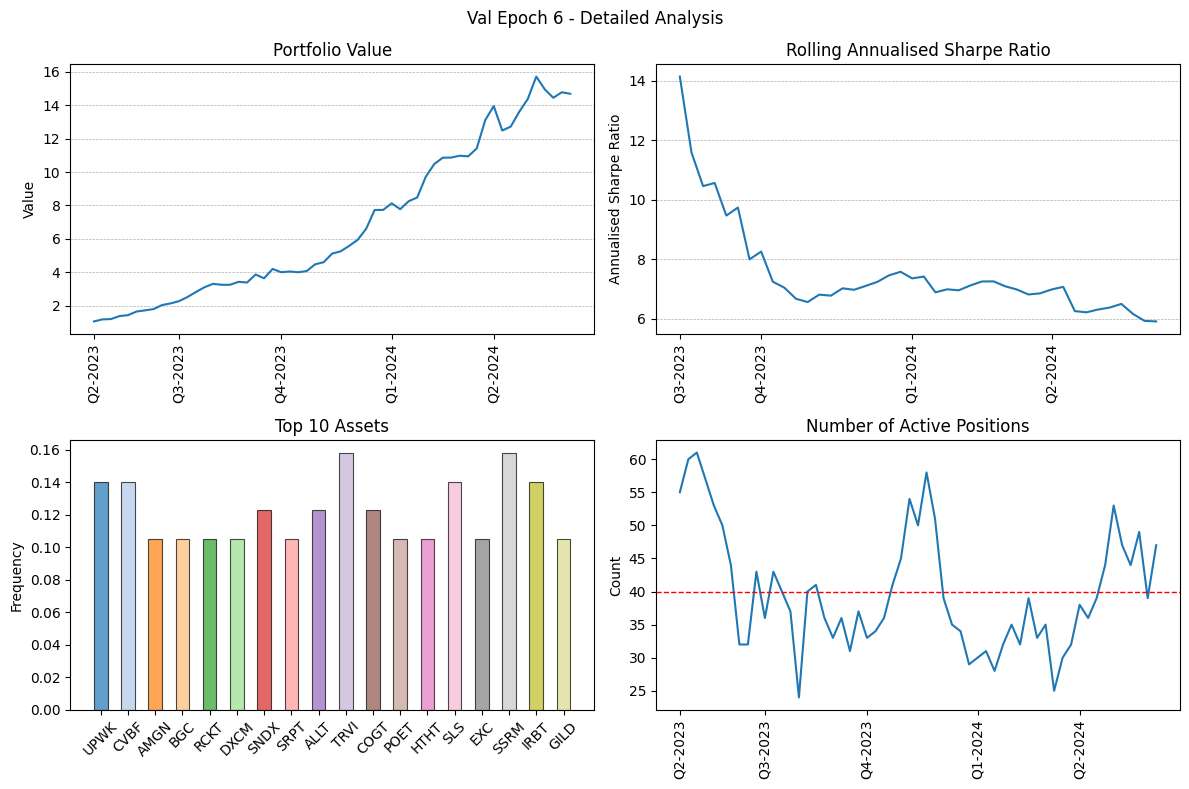 Val Epoch 6 - Detailed Analysis
Portfolio Value
Value
16
14
12
10
8
6
4
2
Q2-2023
Q3-2023
Q4-2023
Q1-2024
Q2-2024
Rolling Annualised Sharpe Ratio
Annualised Sharpe Ratio
14
12
10
8
6
Q3-2023
Q4-2023
Q1-2024
Q2-2024
Top 10 Assets
Frequency
0.16
0.14
0.12
0.10
0.08
0.06
0.04
0.02
0.00
UPWK
CVBF
AMGN
BGC
RCKT
DXCM
SNDX
SRPT
ALLT
TRVI
COGT
POET
HTHT
SLS
EXC
SSRM
IRBT
GILD
Number of Active Positions
Count
60
55
50
45
40
35
30
25
Q2-2023
Q3-2023
Q4-2023
Q1-2024
Q2-2024